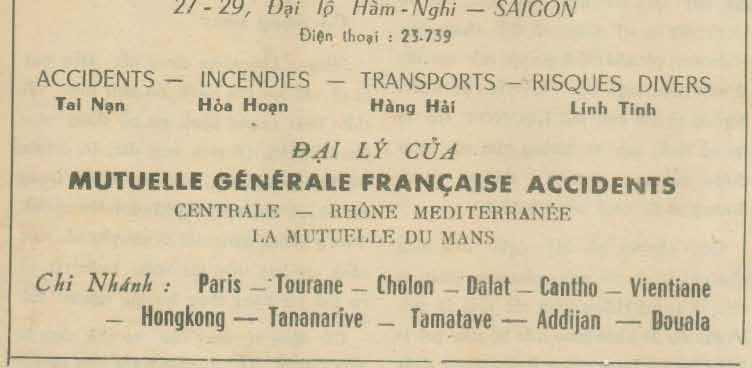 27 - 29, Đại lộ Hàm - Nghi — SAIGON
Điện thoại : 23.739
ACCIDENTS — INCENDIES — TRANSPORTS — RISQUES DIVERS
Tai Nạn Hỏa Hoạn Hàng Hải Linh Tinh
ĐẠI LÝ CỦA
MUTUELLE GÉNÉRALE FRANÇAISE ACCIDENTS
CENTRALE — RHÔNE MEDITERRANÉE
LA MUTUELLE DU MANS
Chi Nhánh : Paris — Tourane — Cholon — Dalat — Cantho — Vientiane
— Hongkong — Tananarive — Tamatave — Addijan — Douala